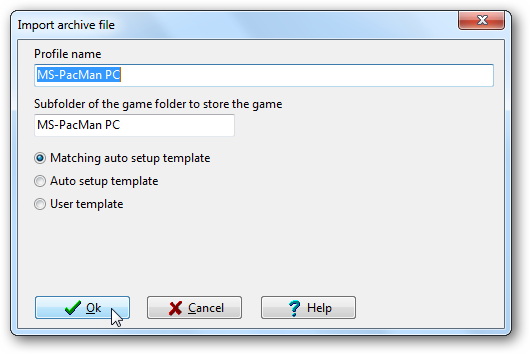 Import archive file
Profile name
MS-PacMan PC
Subfolder of the game folder to store the game
MS-PacMan PC
Matching auto setup template
Auto setup template
User template
Ok
Cancel
Help